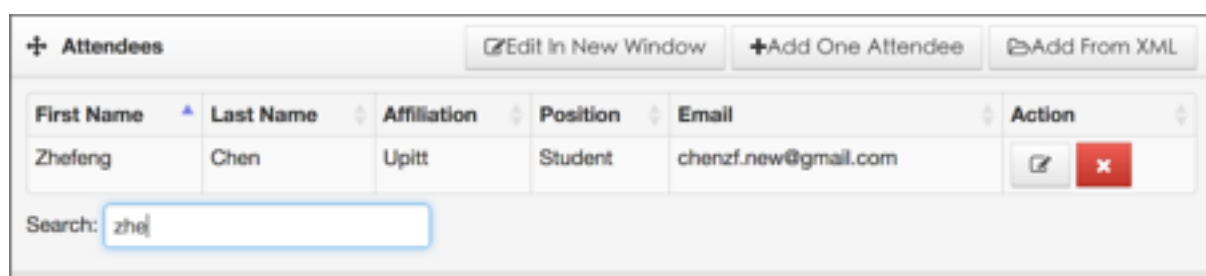 Attendees Edit In New Window Add One Attendee Add From XML
First Name Last Name Affiliation Position Email Action
Zhefeng Chen Upitt Student chenzf.new@gmail.com
Search: zhe